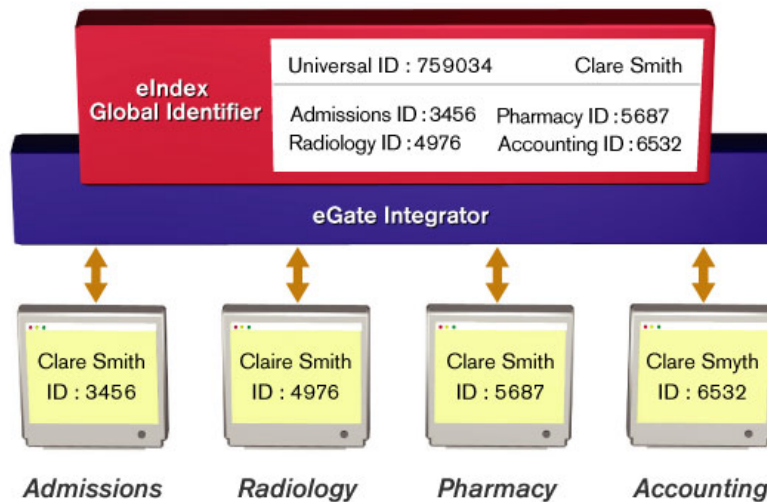 eIndex
Global Identifier
Universal ID : 759034 Clare Smith
Admissions ID : 3456 Pharmacy ID : 5687
Radiology ID : 4976 Accounting ID : 6532
eGate Integrator
Clare Smith
ID : 3456
Claire Smith
ID : 4976
Clare Smith
ID : 5687
Clare Smyth
ID : 6532
Admissions Radiology Pharmacy Accounting